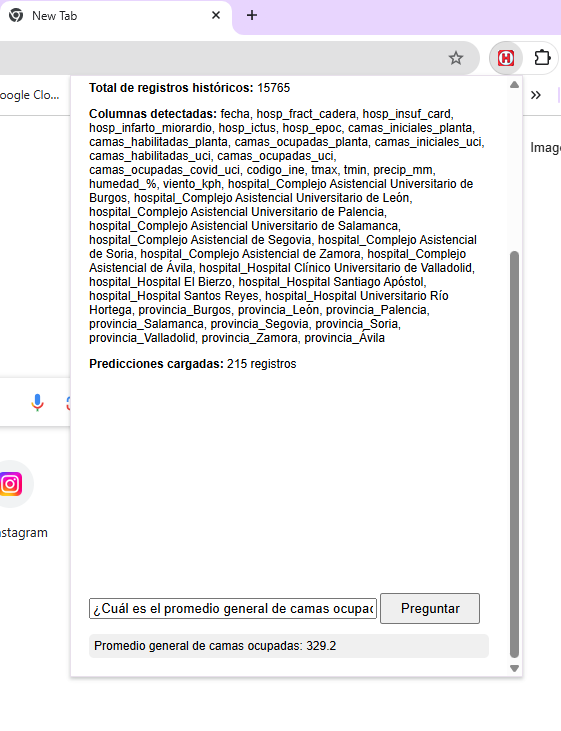 New Tab
H
oogle Clo...
Imag
Total de registros históricos: 15765
Columnas detectadas: fecha, hosp_fract_cadera, hosp_insuf_card,
hosp_infarto_miorardio, hosp_ictus, hosp_epoc, camas_iniciales_planta,
camas_habilitadas_planta, camas_ocupadas_planta, camas_iniciales_uci,
camas_habilitadas_uci, camas_ocupadas_uci,
camas_ocupadas_covid_uci, codigo_ine, tmax, tmin, precip_mm,
humedad_%, viento_kph, hospital_Complejo Asistencial Universitario de
Burgos, hospital_Complejo Asistencial Universitario de León,
hospital_Complejo Asistencial Universitario de Palencia,
hospital_Complejo Asistencial Universitario de Salamanca,
hospital_Complejo Asistencial de Segovia, hospital_Complejo Asistencial
de Soria, hospital_Complejo Asistencial de Zamora, hospital_Complejo
Asistencial de Ávila, hospital_Hospital Clínico Universitario de Valladolid,
hospital_Hospital El Bierzo, hospital_Hospital Santiago Apóstol,
hospital_Hospital Santos Reyes, hospital_Hospital Universitario Río
Hortega, provincia_Burgos, provincia_León, provincia_Palencia,
provincia_Salamanca, provincia_Segovia, provincia_Soria,
provincia_Valladolid, provincia_Zamora, provincia_Ávila
Predicciones cargadas: 215 registros
nstagram
¿Cuál es el promedio general de camas ocupad
Preguntar
Promedio general de camas ocupadas: 329.2